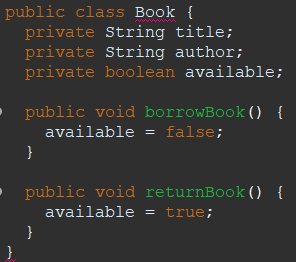 public class Book {
  private String title;
  private String author;
  private boolean available;

  public void borrowBook() {
    available = false;
  }

  public void returnBook() {
    available = true;
  }
}